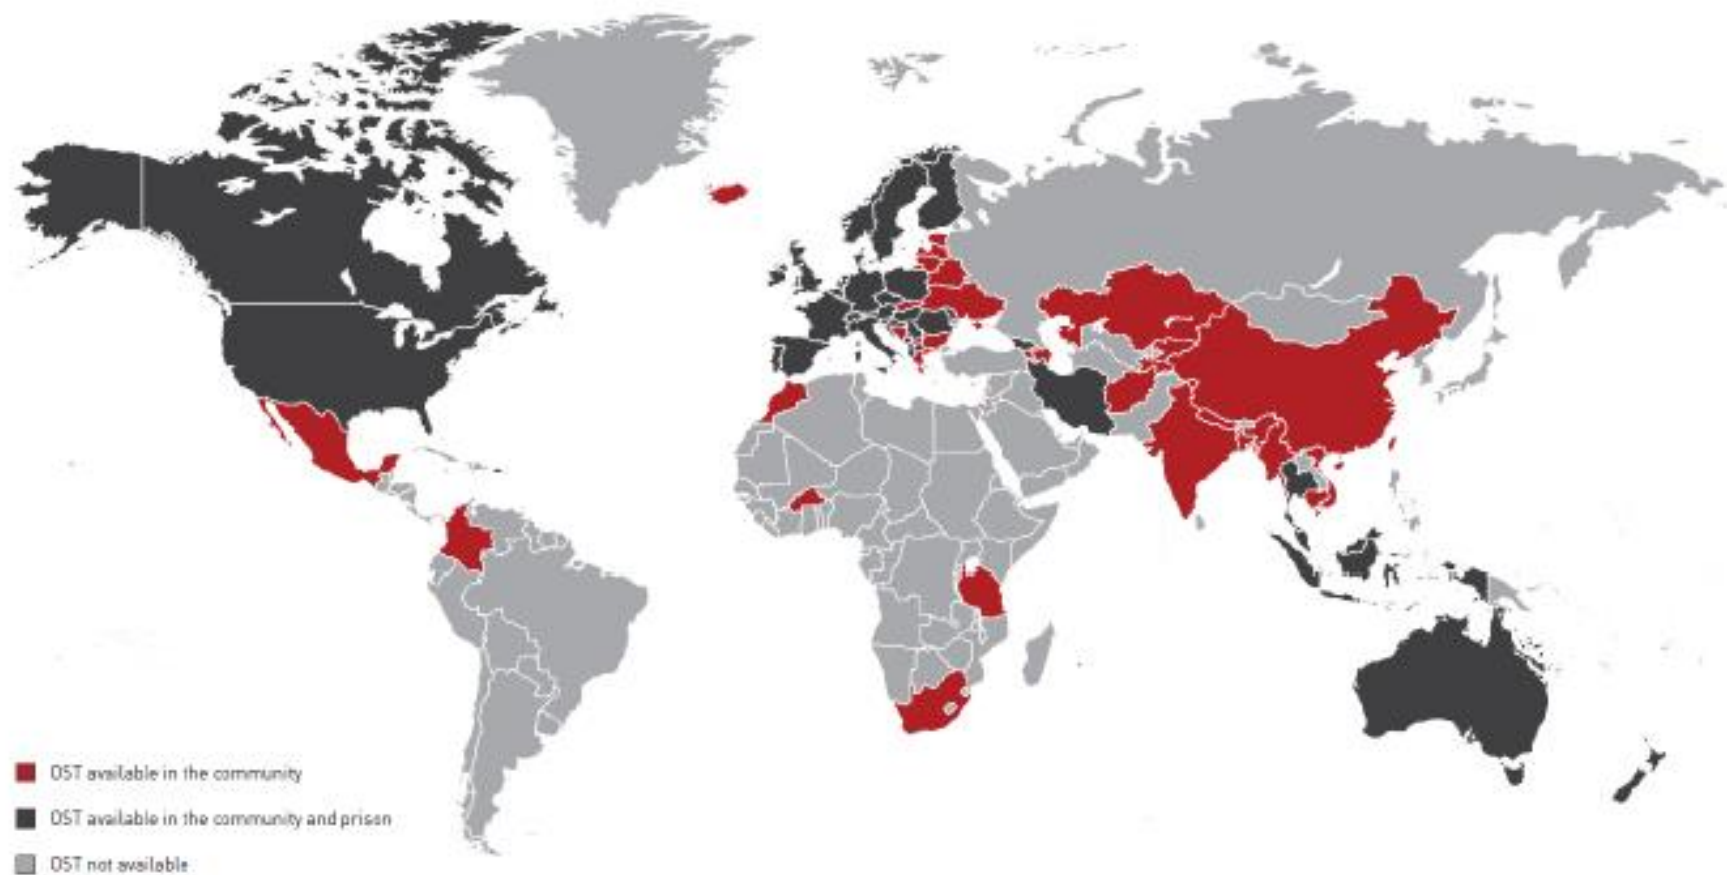 OST available in the community
OST available in the community and prison
OST not available